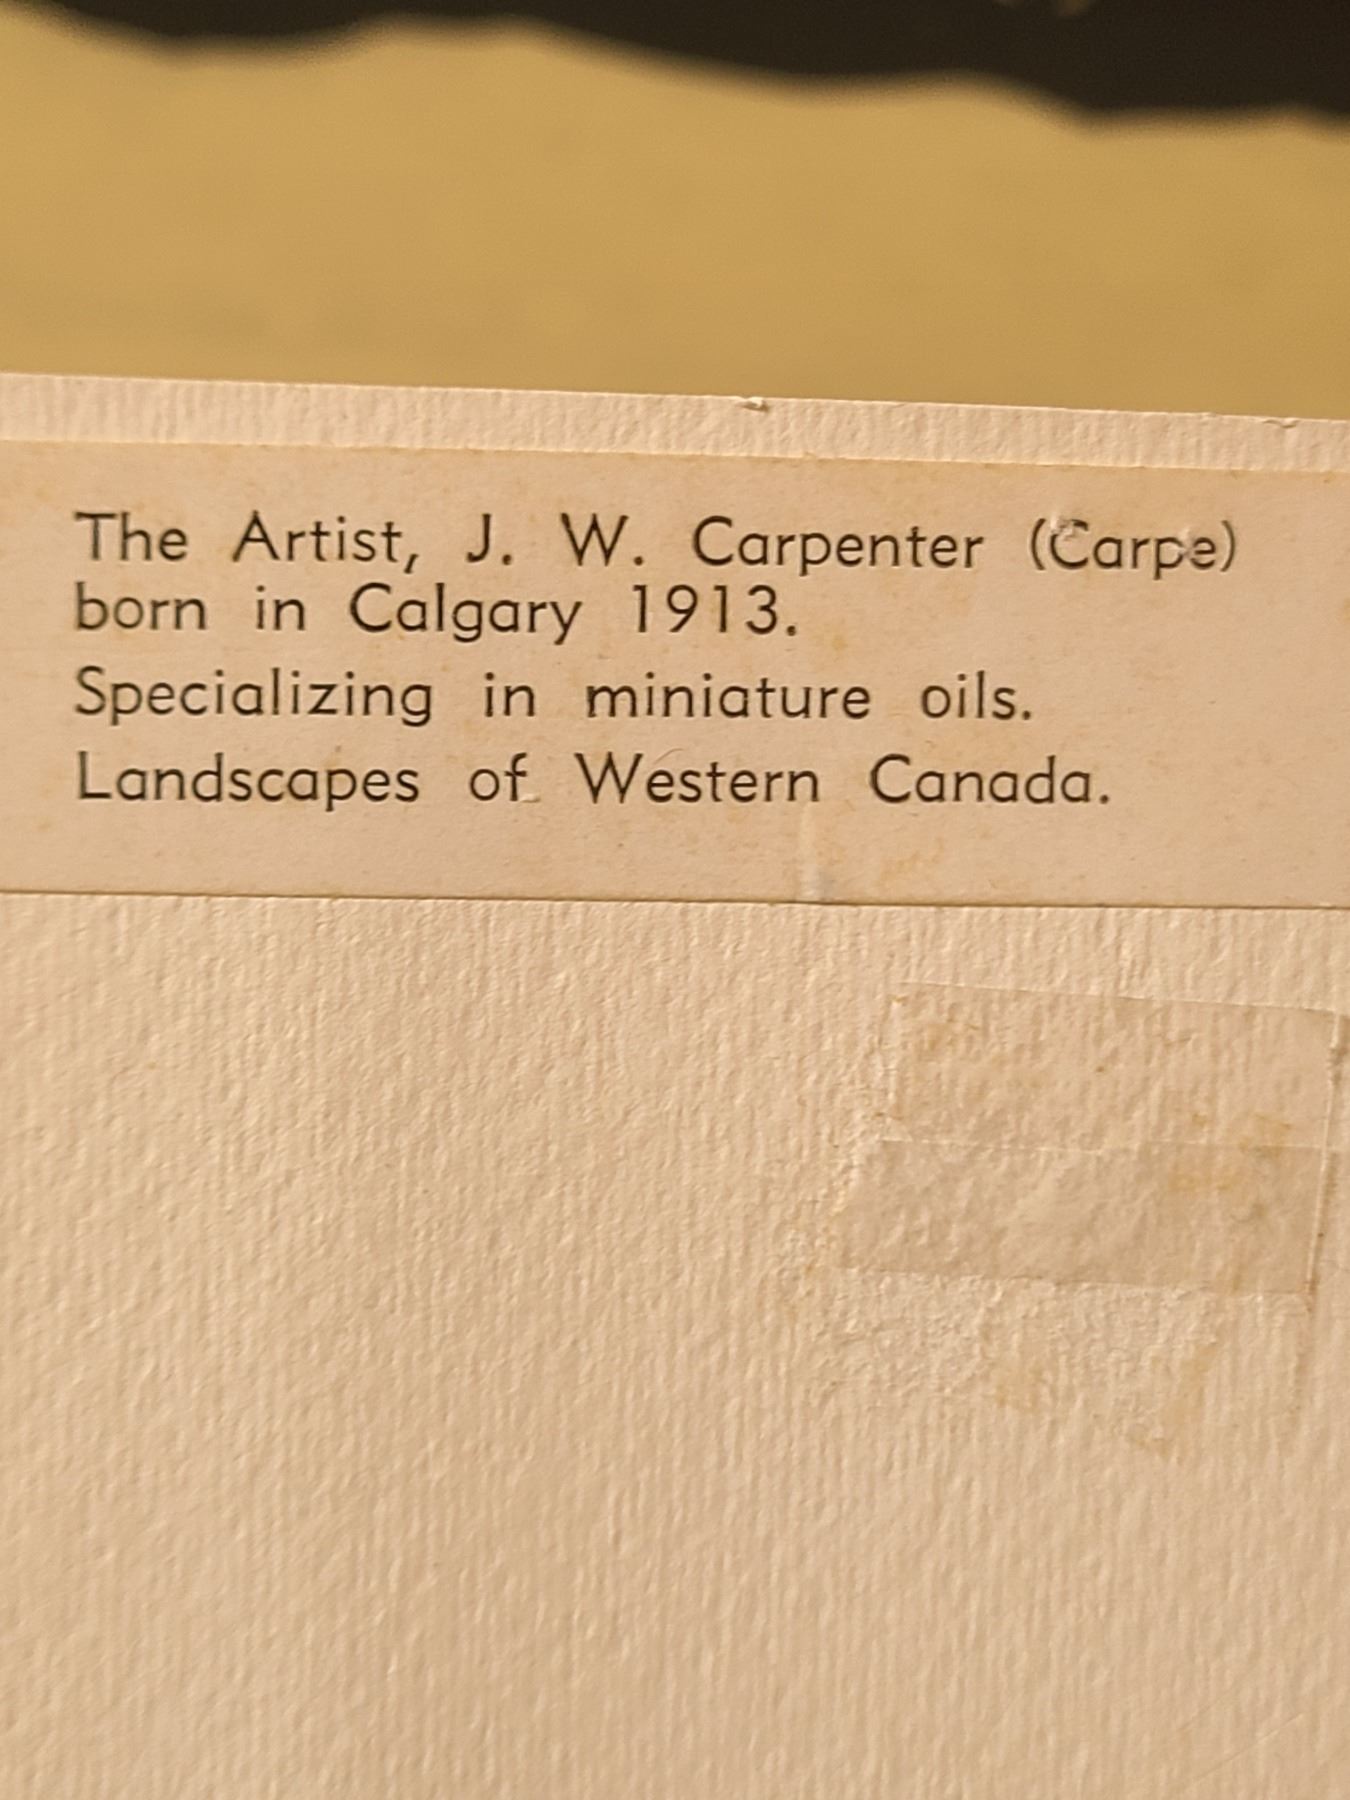 The Artist, J. W. Carpenter (Carpe)
born in Calgary 1913.
Specializing in miniature oils.
Landscapes of Western Canada.